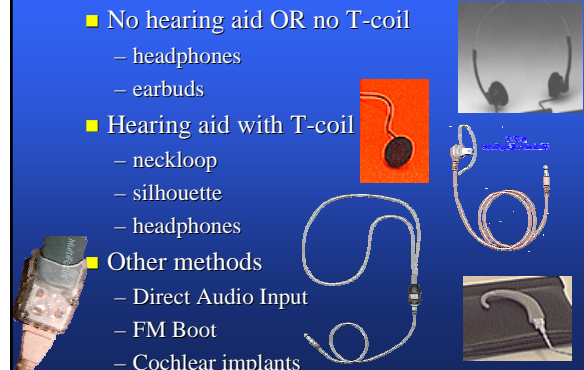 No hearing aid OR no T-coil
– headphones
– earbuds
Hearing aid with T-coil
– neckloop
– silhouette
– headphones
Other methods
– Direct Audio Input
– FM Boot
– Cochlear implants